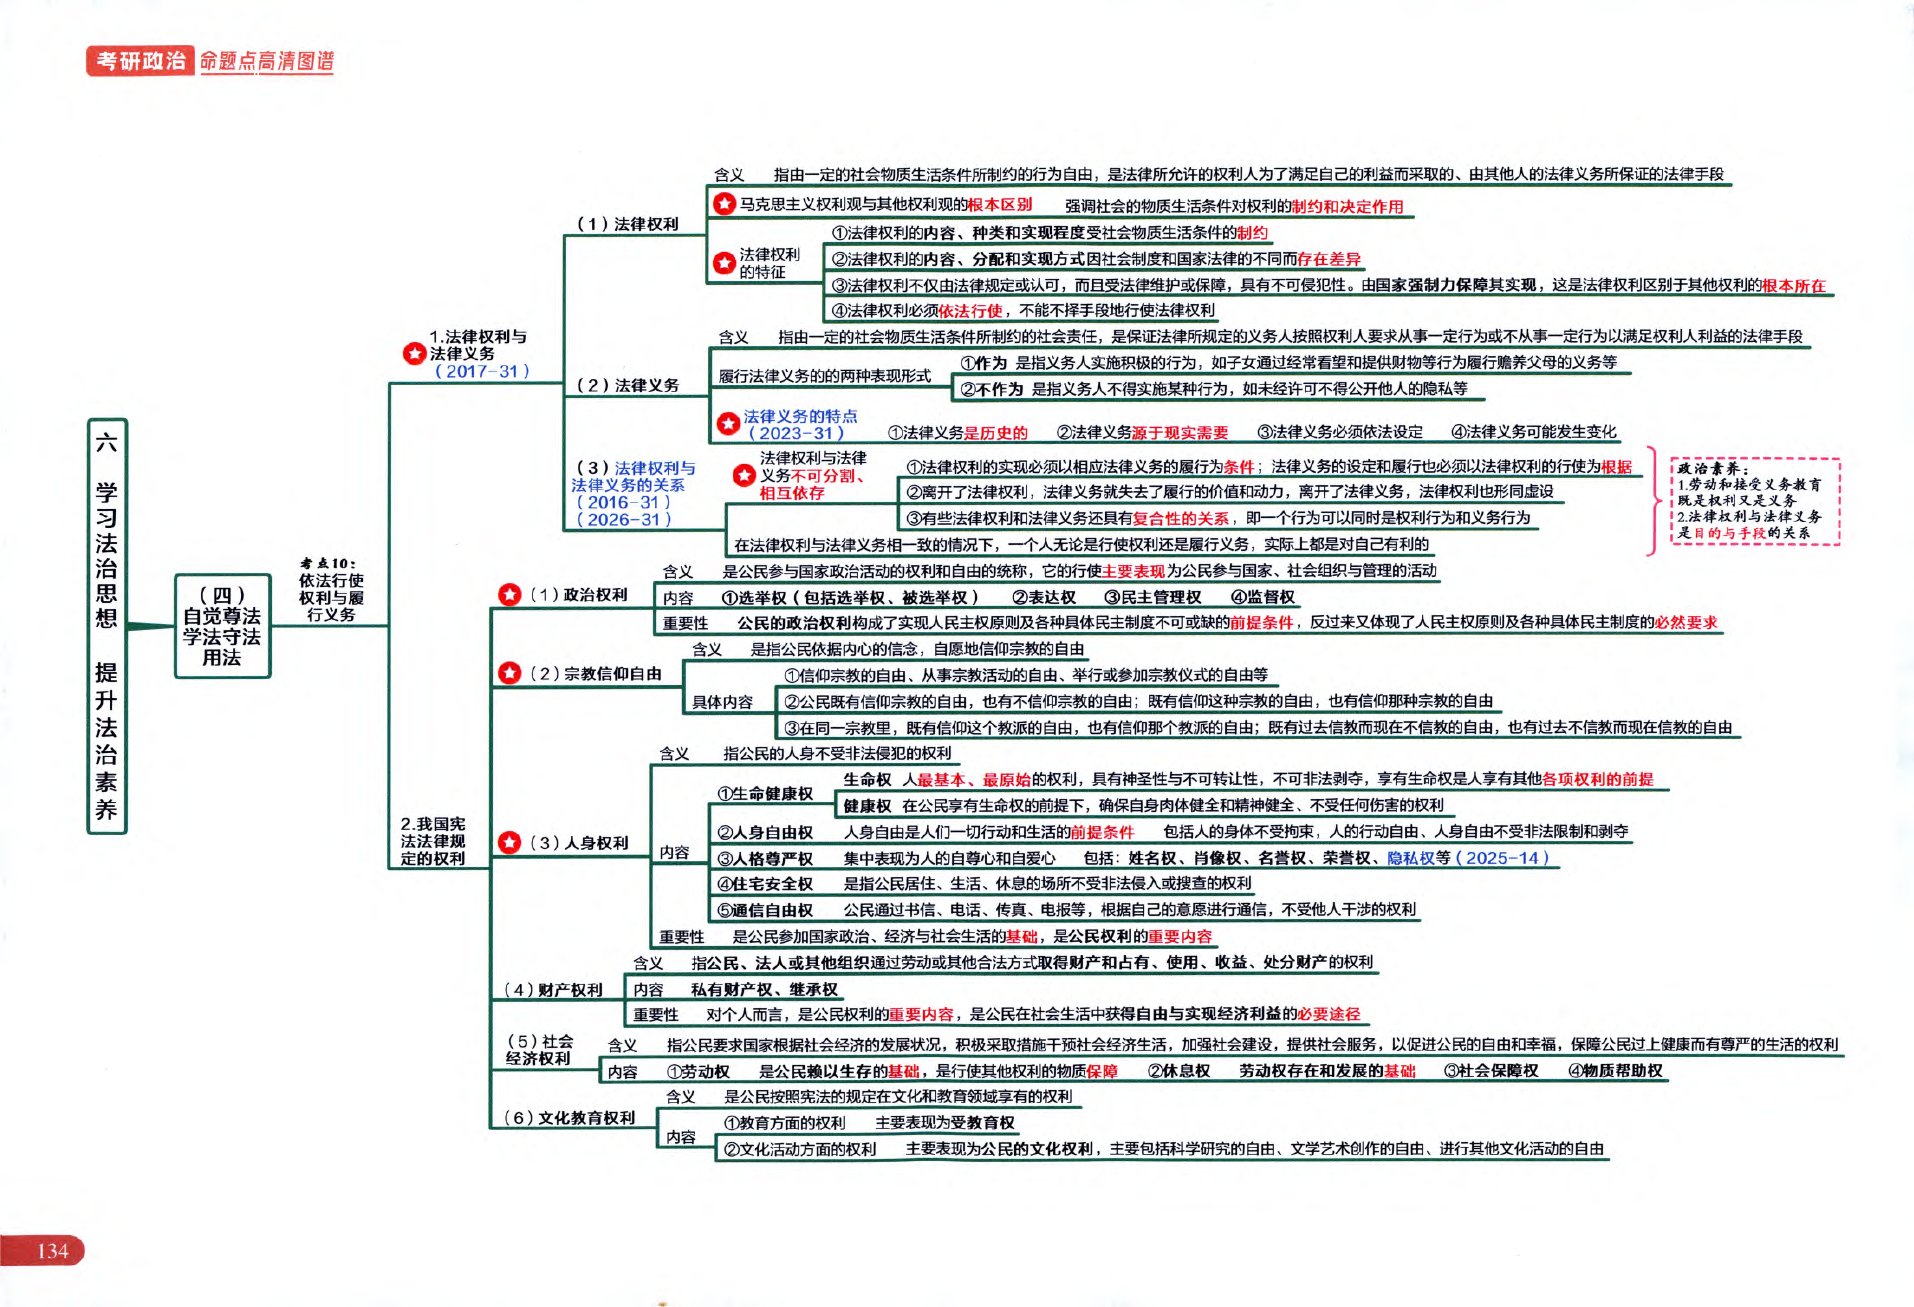 考研政治 命题点高清图谱
六 学习法治思想 提升法治素养
（四）
自觉尊法
学法守法
用法
考点10：
依法行使
权利与履
行义务
1.法律权利与
法律义务
（2017-31）
（1）法律权利
含义 指由一定的社会物质生活条件所制约的行为自由，是法律所允许的权利人为了满足自己的利益而采取的、由其他人的法律义务所保证的法律手段
马克思主义权利观与其他权利观的根本区别 强调社会的物质生活条件对权利的制约和决定作用
法律权利
的特征
①法律权利的内容、种类和实现程度受社会物质生活条件的制约
②法律权利的内容、分配和实现方式因社会制度和国家法律的不同而存在差异
③法律权利不仅由法律规定或认可，而且受法律维护或保障，具有不可侵犯性。由国家强制力保障其实现，这是法律权利区别于其他权利的根本所在
④法律权利必须依法行使，不能不择手段地行使法律权利
（2）法律义务
含义 指由一定的社会物质生活条件所制约的社会责任，是保证法律所规定的义务人按照权利人要求从事一定行为或不从事一定行为以满足权利人利益的法律手段
履行法律义务的的两种表现形式
①作为 是指义务人实施积极的行为，如子女通过经常看望和提供财物等行为履行赡养父母的义务等
②不作为 是指义务人不得实施某种行为，如未经许可不得公开他人的隐私等
法律义务的特点
（2023-31） ①法律义务是历史的 ②法律义务源于现实需要 ③法律义务必须依法设定 ④法律义务可能发生变化
（3）法律权利与
法律义务的关系
（2016-31）
（2026-31）
法律权利与法律
义务不可分割、
相互依存
①法律权利的实现必须以相应法律义务的履行为条件；法律义务的设定和履行也必须以法律权利的行使为根据
②离开了法律权利，法律义务就失去了履行的价值和动力，离开了法律义务，法律权利也形同虚设
③有些法律权利和法律义务还具有复合性的关系，即一个行为可以同时是权利行为和义务行为
在法律权利与法律义务相一致的情况下，一个人无论是行使权利还是履行义务，实际上都是对自己有利的
政治素养：
1.劳动和接受义务教育
既是权利又是义务
2.法律权利与法律义务
是目的与手段的关系
2.我国宪
法法律规
定的权利
（1）政治权利
含义 是公民参与国家政治活动的权利和自由的统称，它的行使主要表现为公民参与国家、社会组织与管理的活动
内容 ①选举权（包括选举权、被选举权） ②表达权 ③民主管理权 ④监督权
重要性 公民的政治权利构成了实现人民主权原则及各种具体民主制度不可或缺的前提条件，反过来又体现了人民主权原则及各种具体民主制度的必然要求
（2）宗教信仰自由
含义 是指公民依据内心的信念，自愿地信仰宗教的自由
具体内容
①信仰宗教的自由、从事宗教活动的自由、举行或参加宗教仪式的自由等
②公民既有信仰宗教的自由，也有不信仰宗教的自由；既有信仰这种宗教的自由，也有信仰那种宗教的自由
③在同一宗教里，既有信仰这个教派的自由，也有信仰那个教派的自由；既有过去信教而现在不信教的自由，也有过去不信教而现在信教的自由
（3）人身权利
含义 指公民的人身不受非法侵犯的权利
内容
①生命健康权
生命权 人最基本、最原始的权利，具有神圣性与不可转让性，不可非法剥夺，享有生命权是人享有其他各项权利的前提
健康权 在公民享有生命权的前提下，确保自身肉体健全和精神健全、不受任何伤害的权利
②人身自由权 人身自由是人们一切行动和生活的前提条件 包括人的身体不受拘束，人的行动自由、人身自由不受非法限制和剥夺
③人格尊严权 集中表现为人的自尊心和自爱心 包括：姓名权、肖像权、名誉权、荣誉权、隐私权等（2025-14）
④住宅安全权 是指公民居住、生活、休息的场所不受非法侵入或搜查的权利
⑤通信自由权 公民通过书信、电话、传真、电报等，根据自己的意愿进行通信，不受他人干涉的权利
重要性 是公民参加国家政治、经济与社会生活的基础，是公民权利的重要内容
（4）财产权利
含义 指公民、法人或其他组织通过劳动或其他合法方式取得财产和占有、使用、收益、处分财产的权利
内容 私有财产权、继承权
重要性 对个人而言，是公民权利的重要内容，是公民在社会生活中获得自由与实现经济利益的必要途径
（5）社会
经济权利
含义 指公民要求国家根据社会经济的发展状况，积极采取措施干预社会经济生活，加强社会建设，提供社会服务，以促进公民的自由和幸福，保障公民过上健康而有尊严的生活的权利
内容 ①劳动权 是公民赖以生存的基础，是行使其他权利的物质保障 ②休息权 劳动权存在和发展的基础 ③社会保障权 ④物质帮助权
（6）文化教育权利
含义 是公民按照宪法的规定在文化和教育领域享有的权利
内容
①教育方面的权利 主要表现为受教育权
②文化活动方面的权利 主要表现为公民的文化权利，主要包括科学研究的自由、文学艺术创作的自由、进行其他文化活动的自由
134